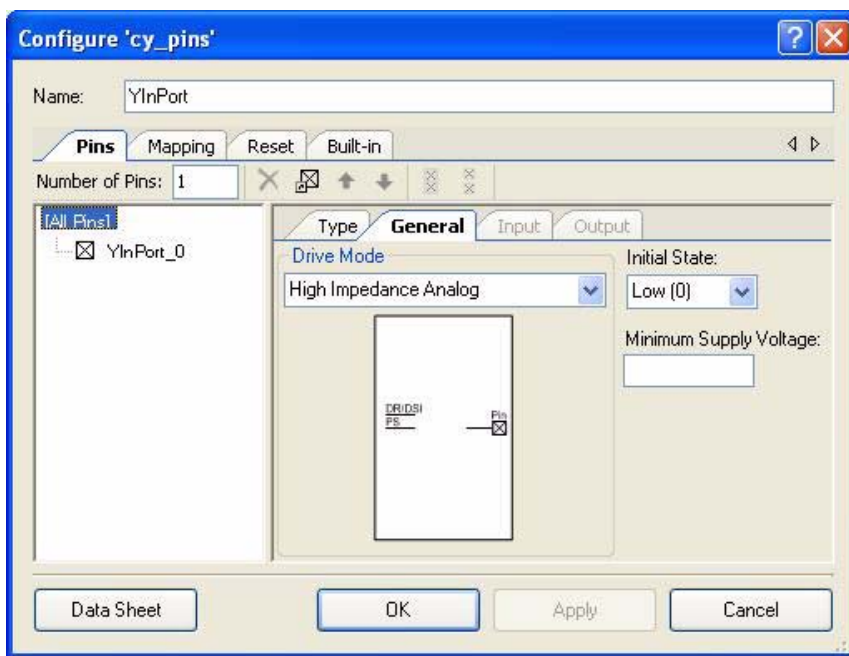 Configure 'cy_pins'
Name: YInPort
Pins Mapping Reset Built-in
Number of Pins: 1
[All Pins]
YInPort_0
Type General Input Output
Drive Mode
High Impedance Analog
Initial State:
Low (0)
Minimum Supply Voltage:
DR/DSI
PS
Pin
Data Sheet OK Apply Cancel